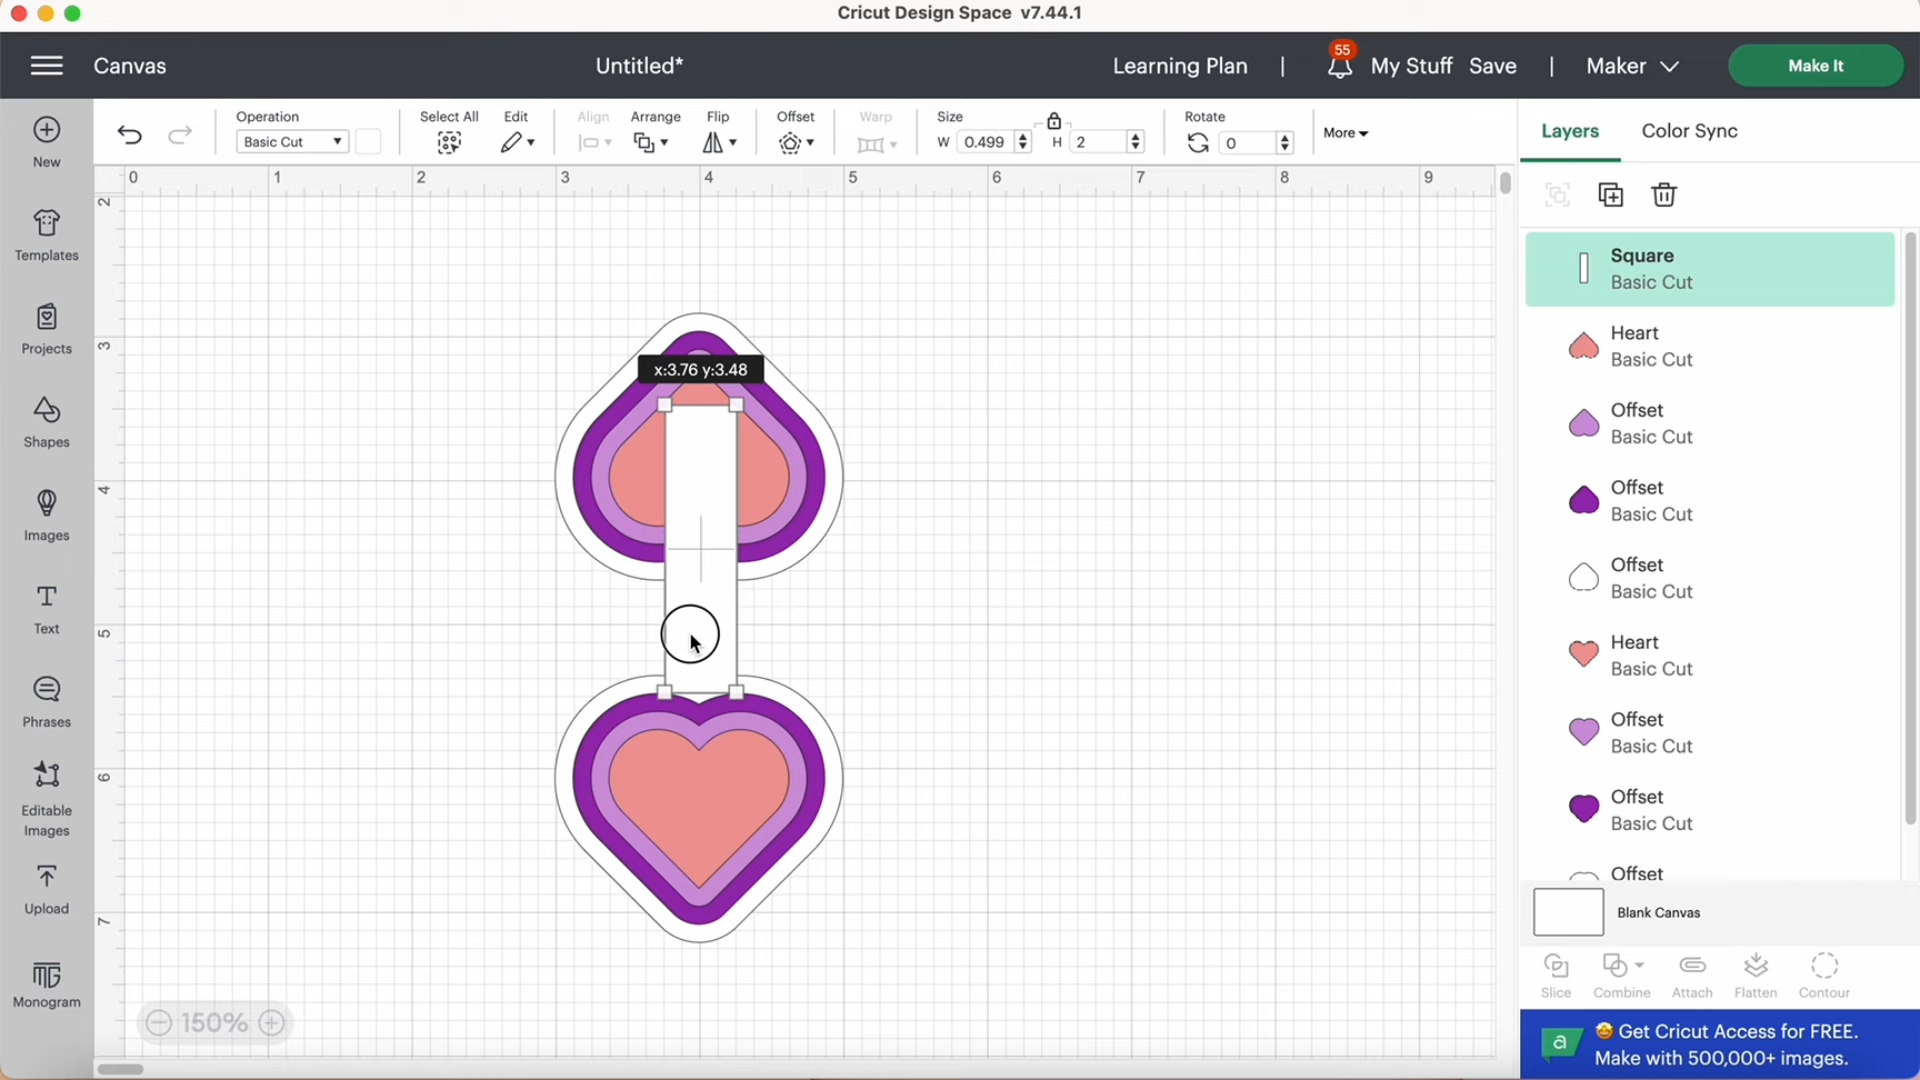 Cricut Design Space v7.44.1
Canvas
Untitled*
Learning Plan
|
55
My Stuff
Save
|
Maker
Make It
New
Templates
Projects
Shapes
Images
Text
Phrases
Editable
Images
Upload
Monogram
Operation
Basic Cut
Select All
Edit
Align
Arrange
Flip
Offset
Warp
Size
W 0.499
H 2
Rotate
0
More
0 1 2 3 4 5 6 7 8 9
2
3
4
5
6
7
x:3.76 y:3.48
150%
Layers
Color Sync
Square
Basic Cut
Heart
Basic Cut
Offset
Basic Cut
Offset
Basic Cut
Offset
Basic Cut
Heart
Basic Cut
Offset
Basic Cut
Offset
Basic Cut
Offset
Blank Canvas
Slice
Combine
Attach
Flatten
Contour
a
Get Cricut Access for FREE.
Make with 500,000+ images.